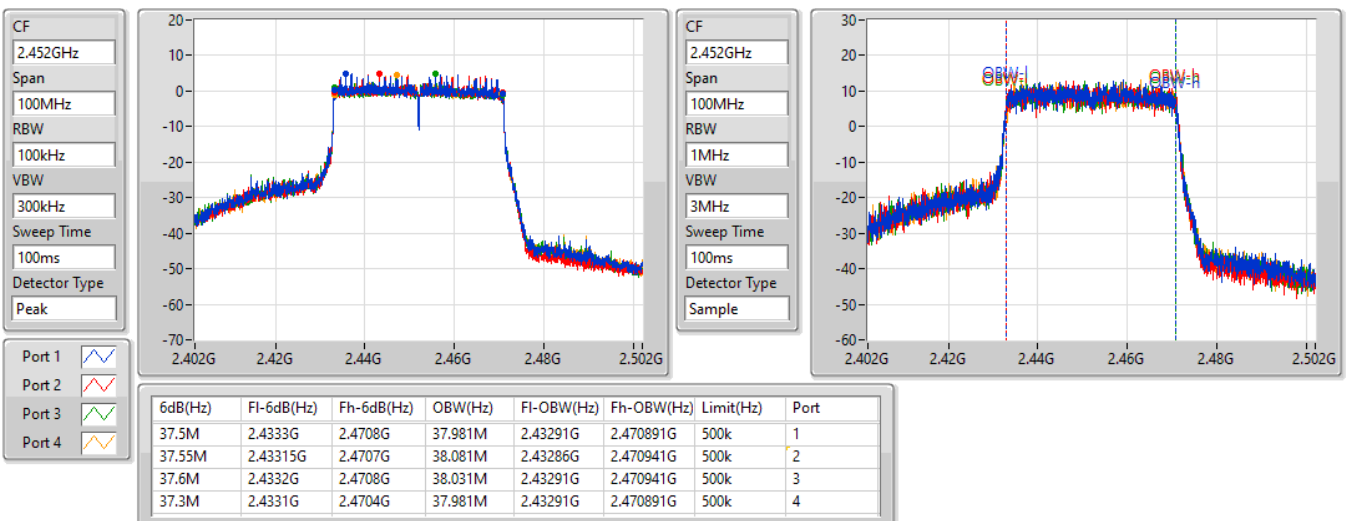 CF
2.452GHz
Span
100MHz
RBW
100kHz
VBW
300kHz
Sweep Time
100ms
Detector Type
Peak
20
10
0
-10
-20
-30
-40
-50
-60
-70
2.402G 2.42G 2.44G 2.46G 2.48G 2.502G
CF
2.452GHz
Span
100MHz
RBW
1MHz
VBW
3MHz
Sweep Time
100ms
Detector Type
Sample
30
20
10
0
-10
-20
-30
-40
-50
-60
OBW-l OBW-h
2.402G 2.42G 2.44G 2.46G 2.48G 2.502G
Port 1
Port 2
Port 3
Port 4
6dB(Hz) Fl-6dB(Hz) Fh-6dB(Hz) OBW(Hz) Fl-OBW(Hz) Fh-OBW(Hz) Limit(Hz) Port
37.5M 2.4333G 2.4708G 37.981M 2.43291G 2.470891G 500k 1
37.55M 2.43315G 2.4707G 38.081M 2.43286G 2.470941G 500k 2
37.6M 2.4332G 2.4708G 38.031M 2.43291G 2.470941G 500k 3
37.3M 2.4331G 2.4704G 37.981M 2.43291G 2.470891G 500k 4